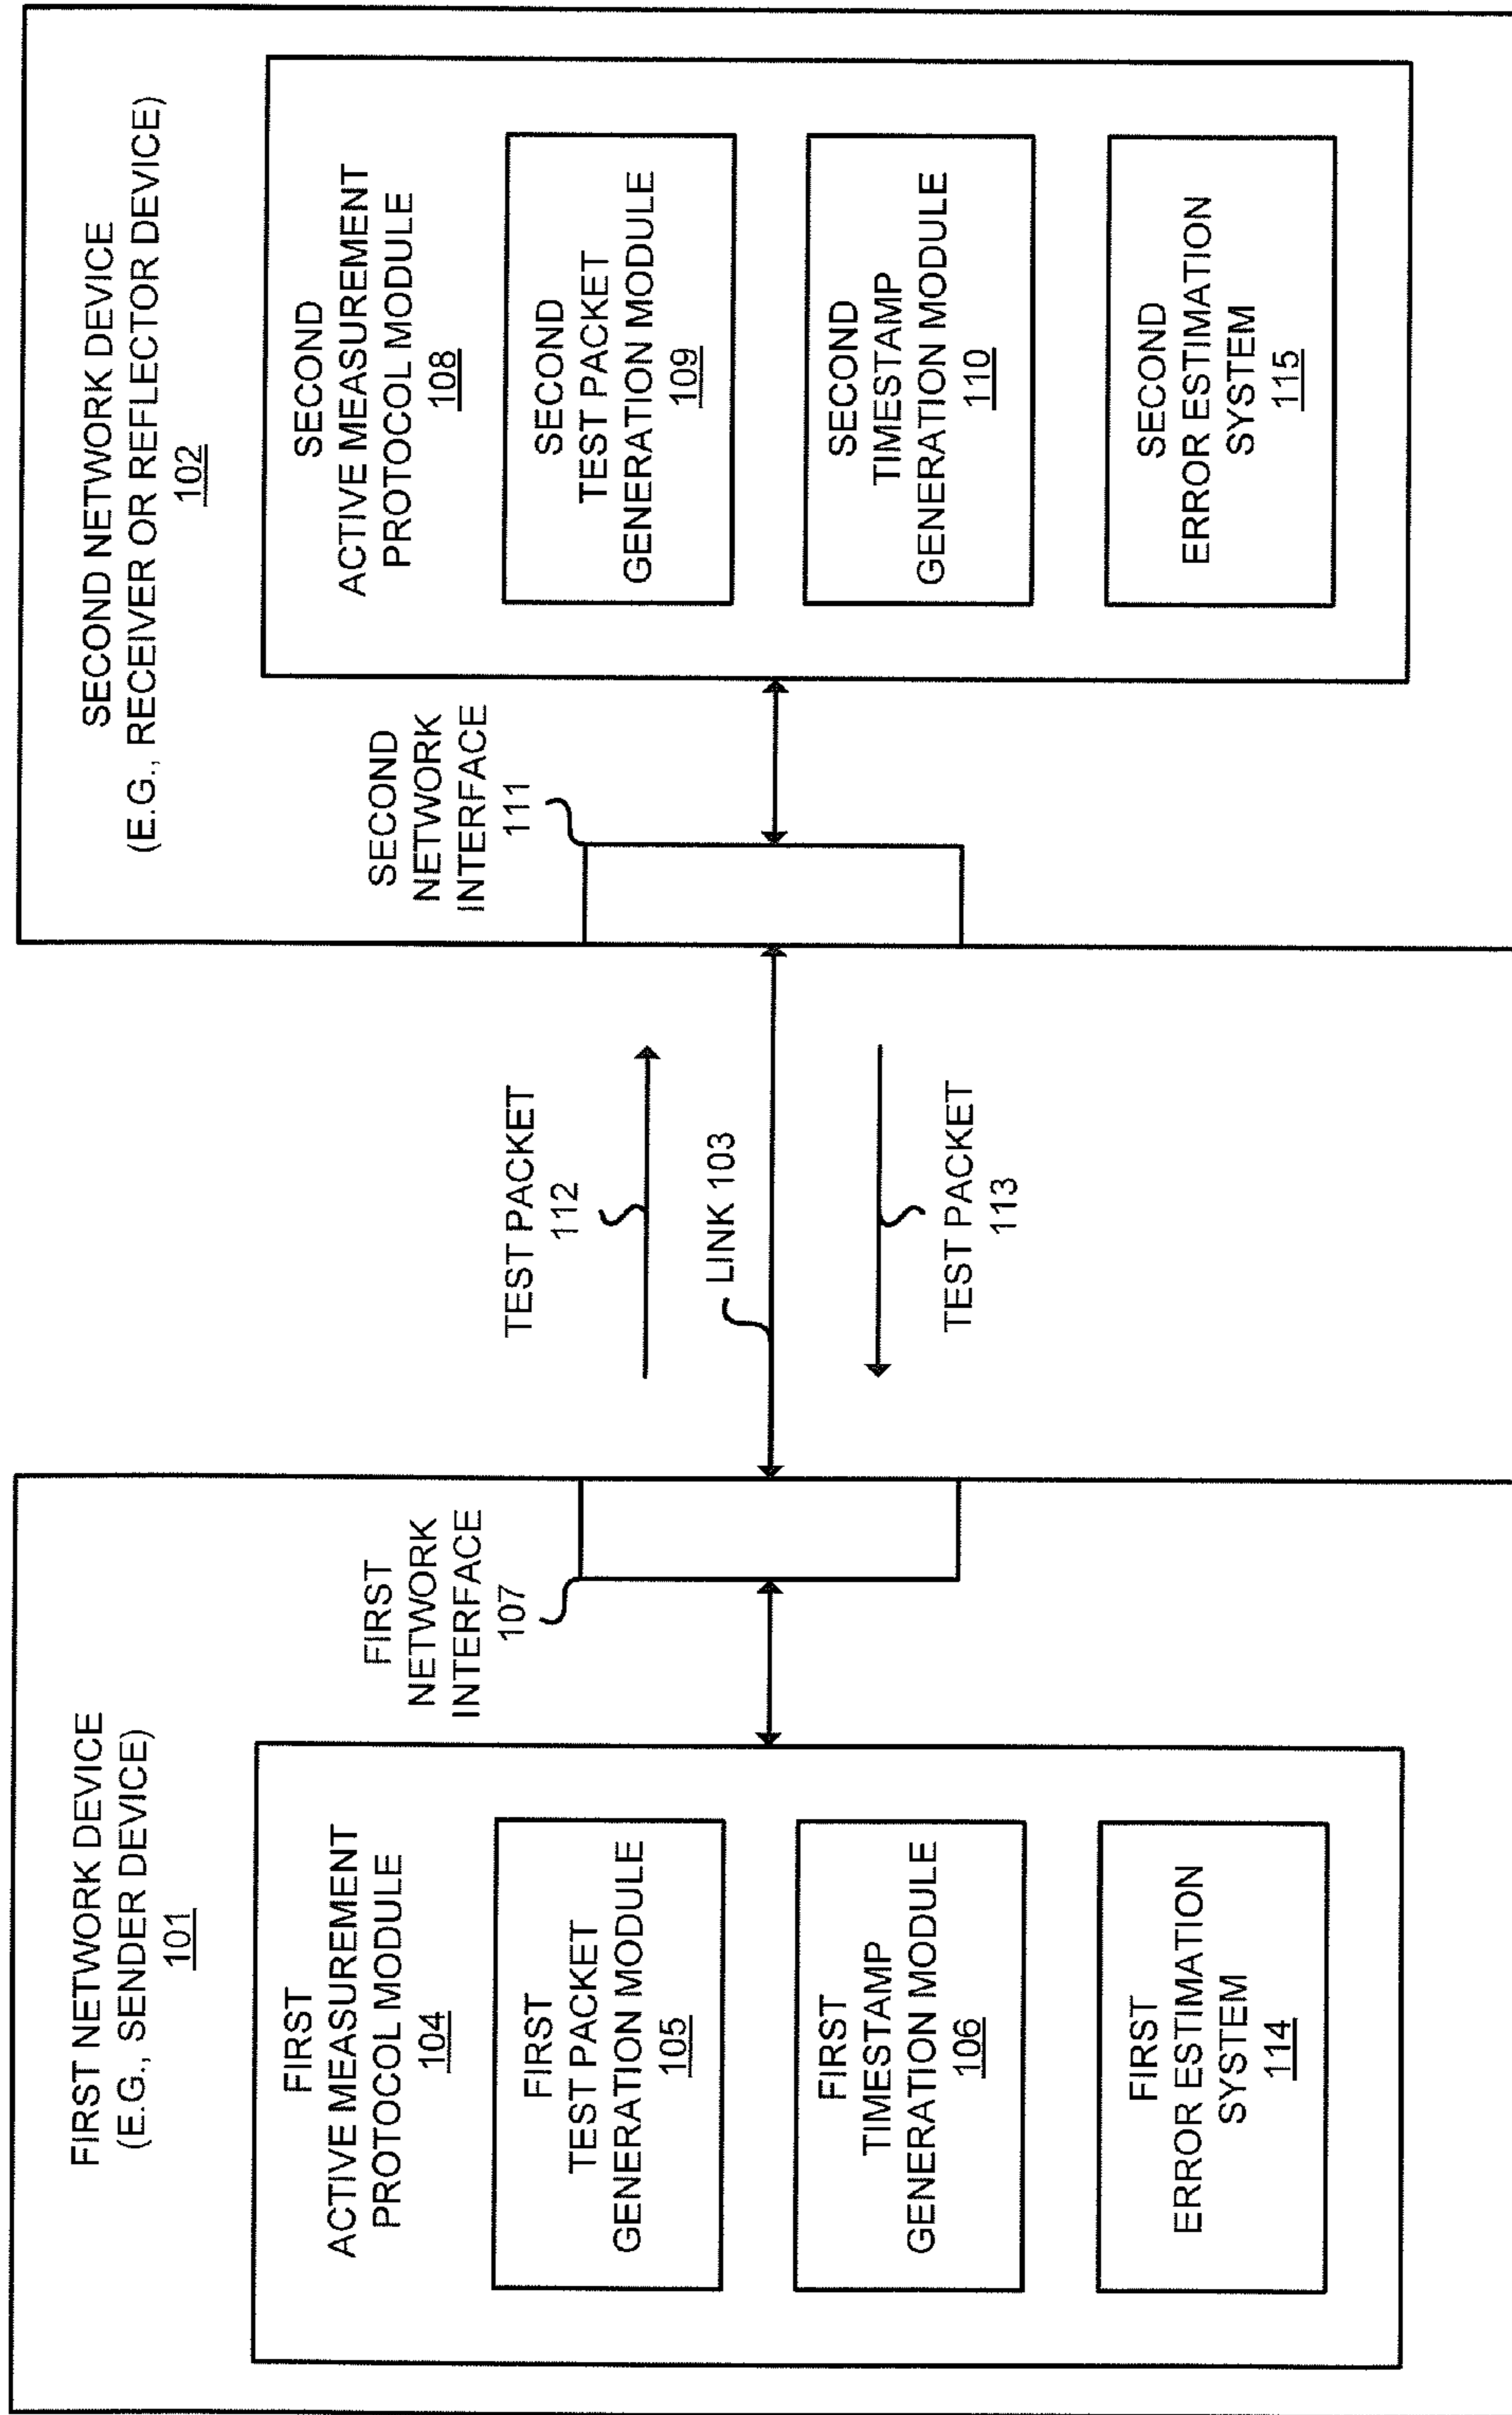 FIRST NETWORK DEVICE
(E.G., SENDER DEVICE)
101
FIRST
ACTIVE MEASUREMENT
PROTOCOL MODULE
104
FIRST
TEST PACKET
GENERATION MODULE
105
FIRST
TIMESTAMP
GENERATION MODULE
106
FIRST
ERROR ESTIMATION
SYSTEM
114
FIRST
NETWORK
INTERFACE
107
TEST PACKET
112
LINK 103
TEST PACKET
113
SECOND NETWORK DEVICE
(E.G., RECEIVER OR REFLECTOR DEVICE)
102
SECOND
NETWORK
INTERFACE
111
SECOND
ACTIVE MEASUREMENT
PROTOCOL MODULE
108
SECOND
TEST PACKET
GENERATION MODULE
109
SECOND
TIMESTAMP
GENERATION MODULE
110
SECOND
ERROR ESTIMATION
SYSTEM
115